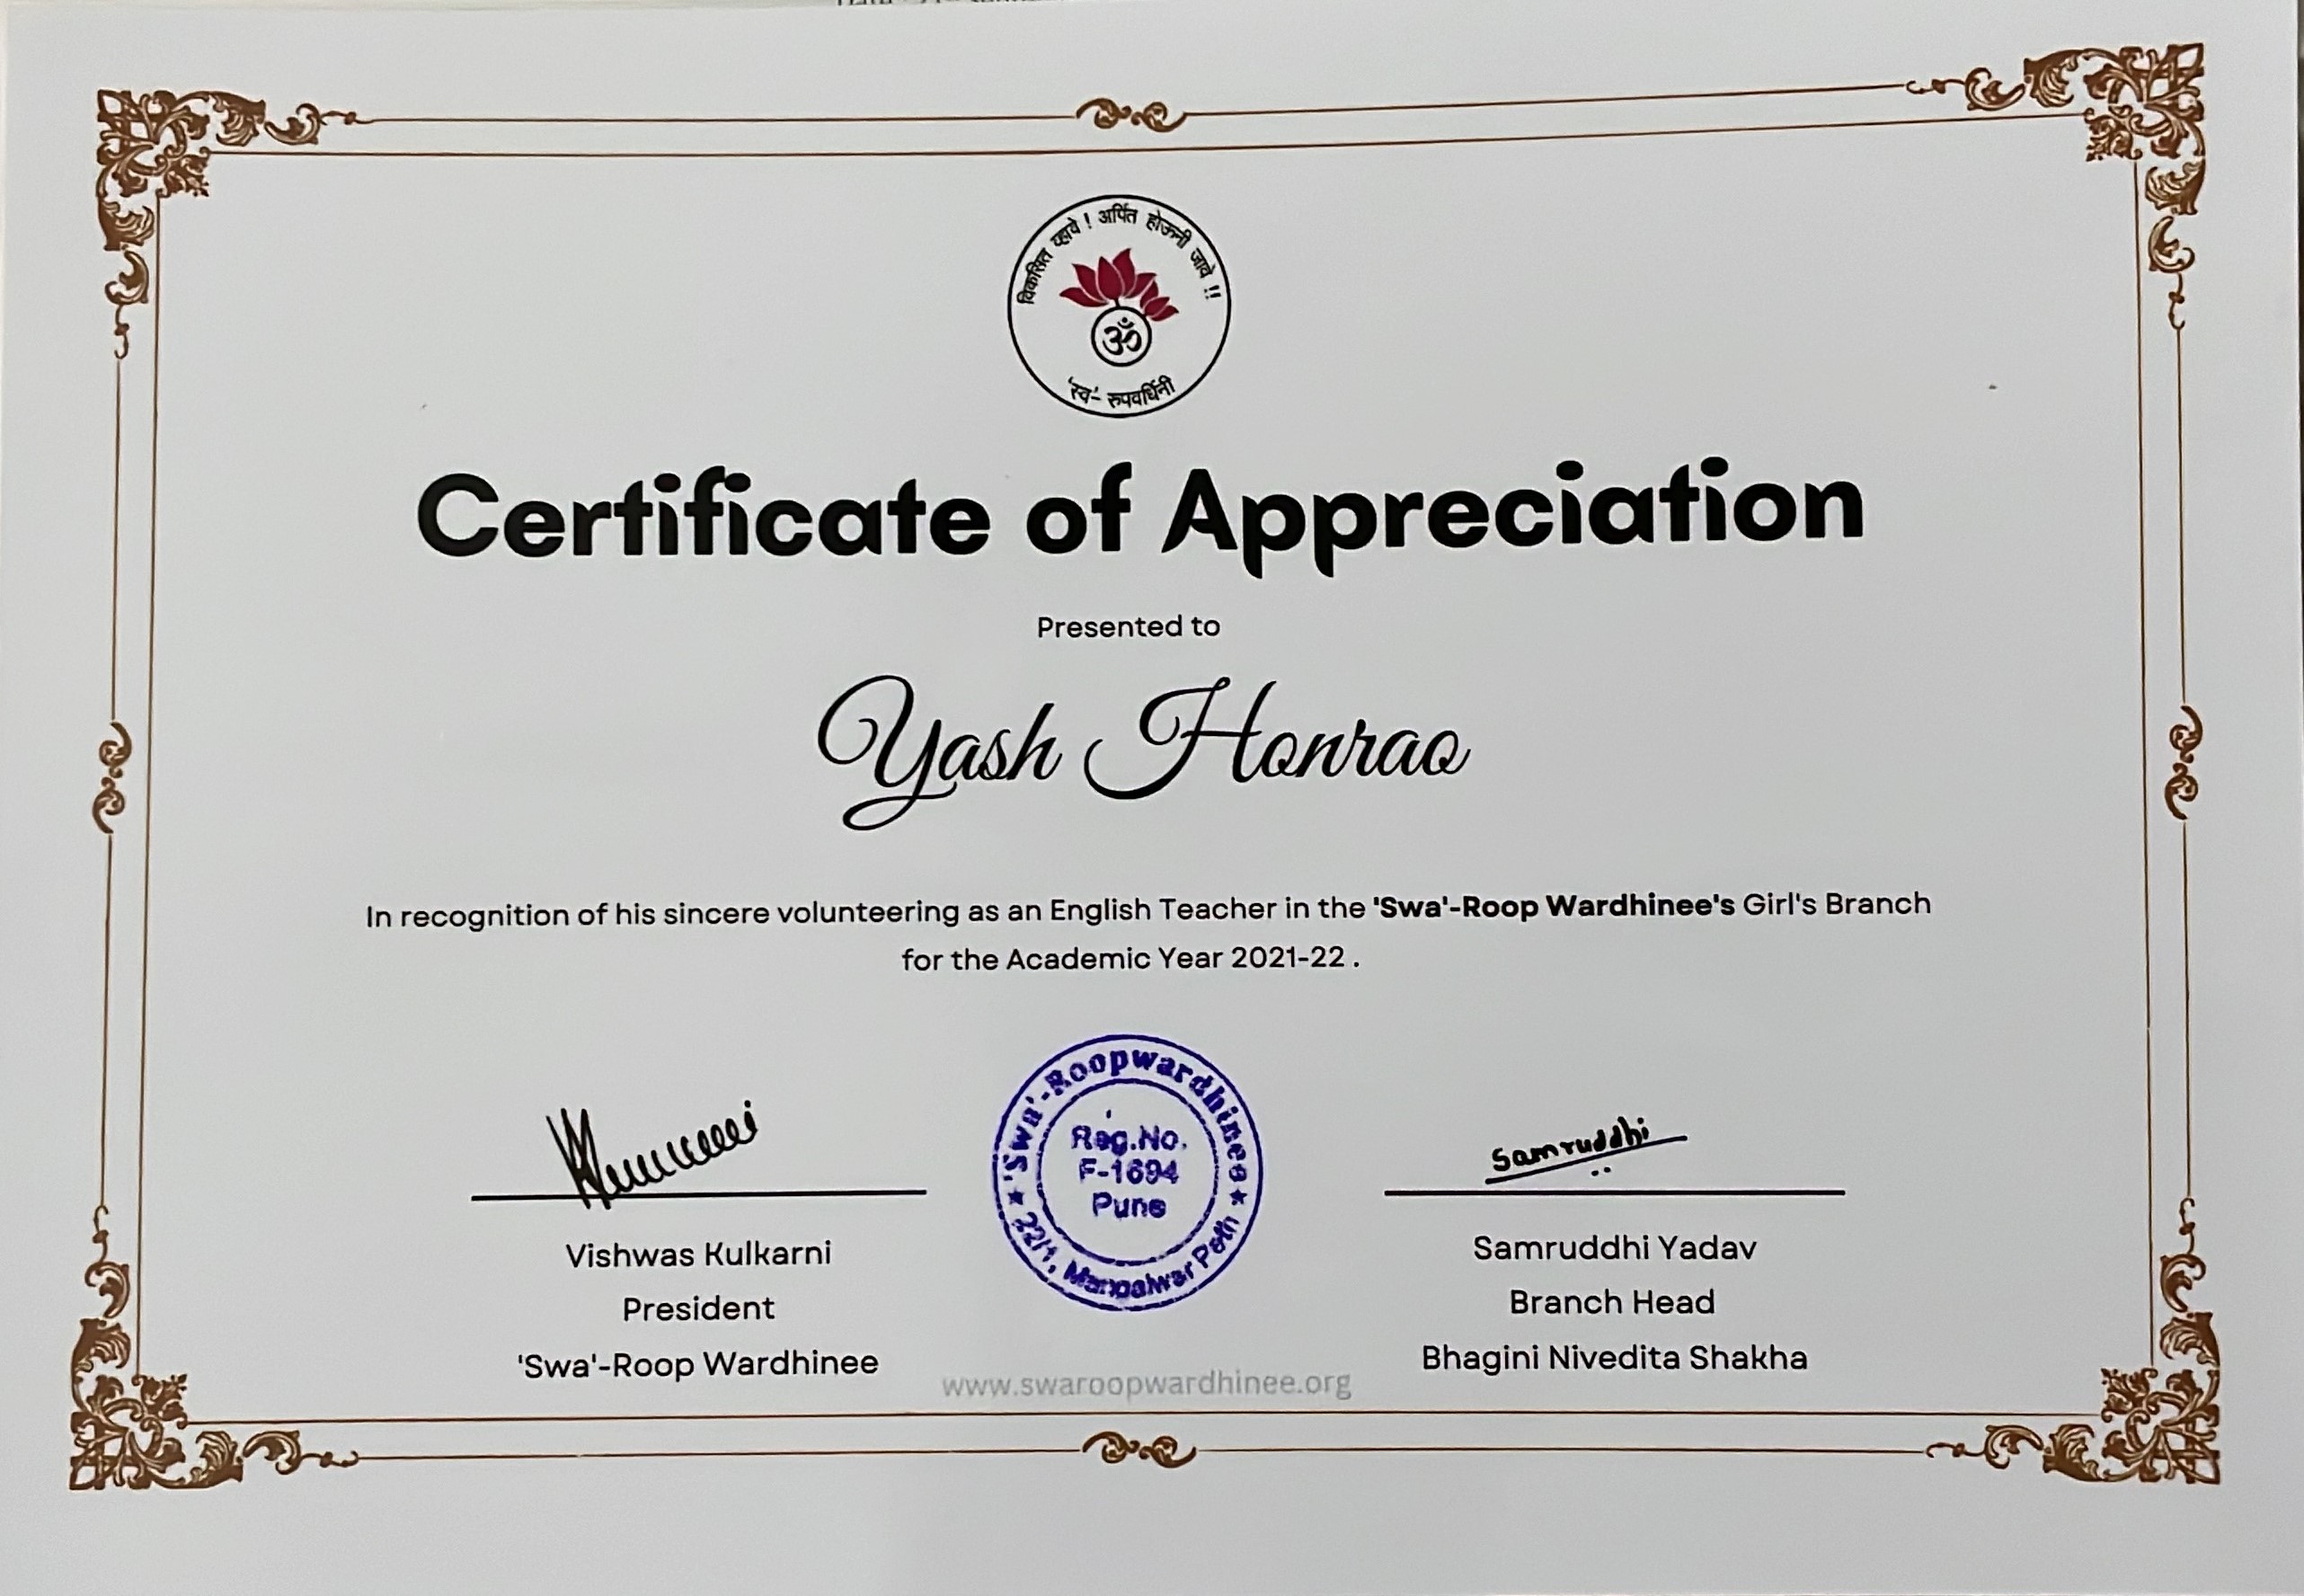 विकसित व्हावे ! अर्पित होऊनी जावे !!
ॐ
'स्व'- रुपवर्धिनी
Certificate of Appreciation
Presented to
Yash Honrao
In recognition of his sincere volunteering as an English Teacher in the 'Swa'-Roop Wardhinee's Girl's Branch
for the Academic Year 2021-22 .
'Swa'-Roopwardhinee
Reg.No.
F-1694
Pune
★ 22/1, Mangalwar Peth ★
Samruddhi
Vishwas Kulkarni
President
'Swa'-Roop Wardhinee
Samruddhi Yadav
Branch Head
Bhagini Nivedita Shakha
www.swaroopwardhinee.org